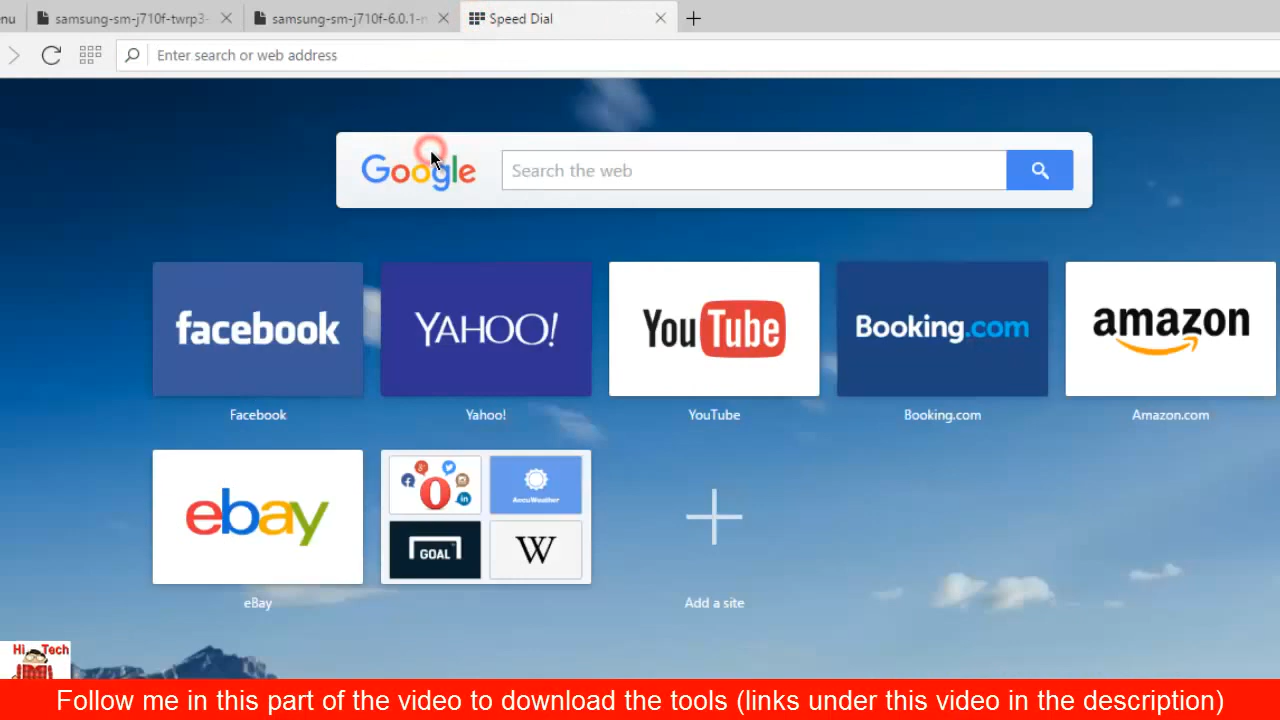 enu
samsung-sm-j710f-twrp3-
samsung-sm-j710f-6.0.1-n
Speed Dial
Enter search or web address
Google
Search the web
facebook
YAHOO!
YouTube
Booking.com
amazon
Facebook
Yahoo!
YouTube
Booking.com
Amazon.com
ebay
AccuWeather
GOAL
W
eBay
Add a site
Hi Tech
Follow me in this part of the video to download the tools (links under this video in the description)